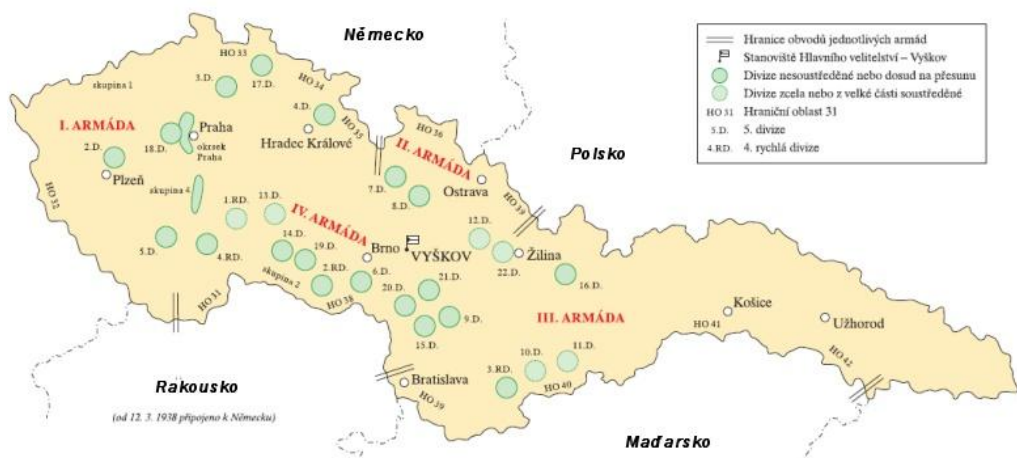 Německo
Hranice obvodů jednotlivých armád
Stanoviště Hlavního velitelství – Vyškov
Divize nesoustředěné nebo dosud na přesunu
Divize zcela nebo z velké části soustředěné
HO 31 Hraniční oblast 31
5.D. 5. divize
4.RD. 4. rychlá divize
HO 33
skupina 1
3.D.
17.D.
HO 34
4.D.
HO 35
HO 36
I. ARMÁDA
18.D.
Praha
okrsek
Praha
Hradec Králové
II. ARMÁDA
Polsko
2.D.
Plzeň
HO 32
skupina 4
7.D.
8.D.
Ostrava
HO 39
1.RD.
13.D.
IV. ARMÁDA
12.D.
5.D.
4.RD.
14.D.
19.D.
Brno
VYŠKOV
22.D.
Žilina
2.RD.
6.D.
21.D.
16.D.
HO 31
skupina 2
HO 38
20.D.
9.D.
15.D.
III. ARMÁDA
Košice
HO 41
Užhorod
HO 42
Rakousko
(od 12. 3. 1938 připojeno k Německu)
Bratislava
HO 39
3.RD.
10.D.
11.D.
HO 40
Maďarsko